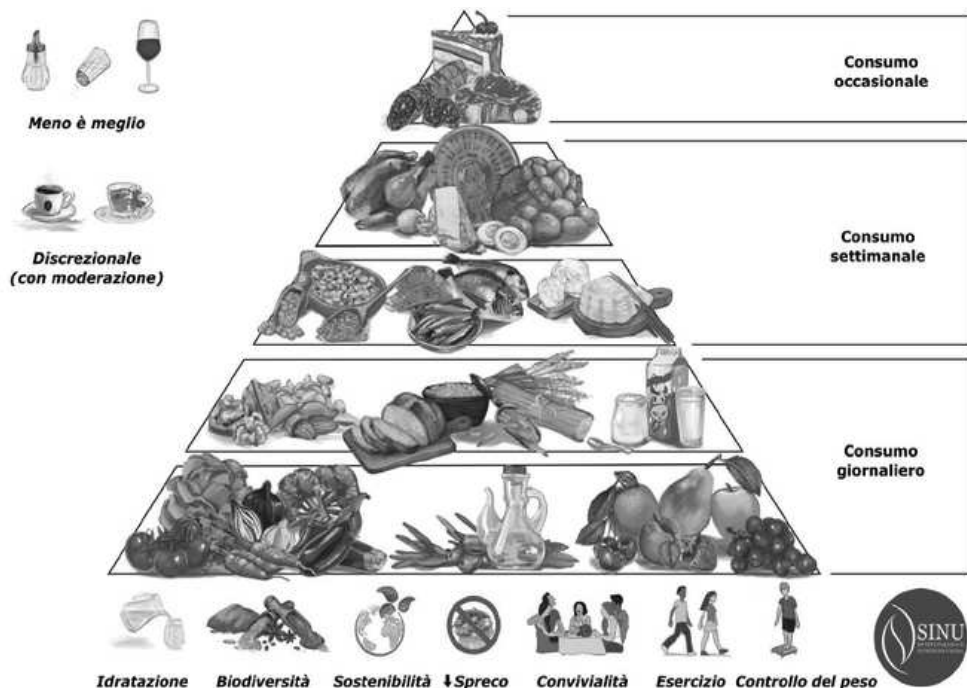 Meno è meglio
Discrezionale
(con moderazione)
Consumo
occasionale
Consumo
settimanale
Consumo
giornaliero
Idratazione
Biodiversità
Sostenibilità
⬇Spreco
Convivialità
Esercizio
Controllo del peso
SINU